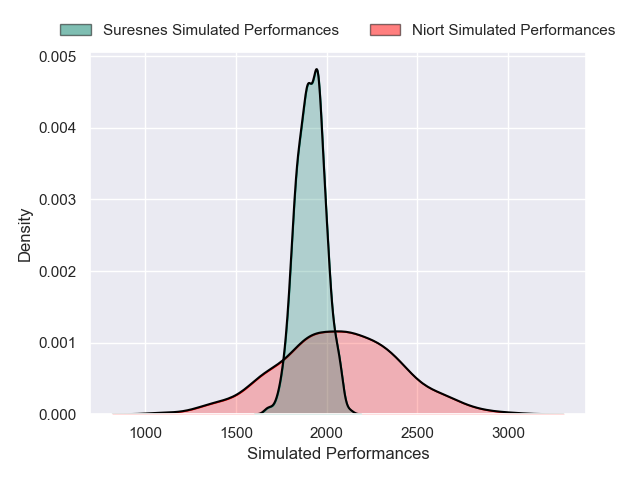 Suresnes Simulated Performances Niort Simulated Performances
0.005
0.004
0.003
0.002
0.001
0.000
Density
1000 1500 2000 2500 3000
Simulated Performances